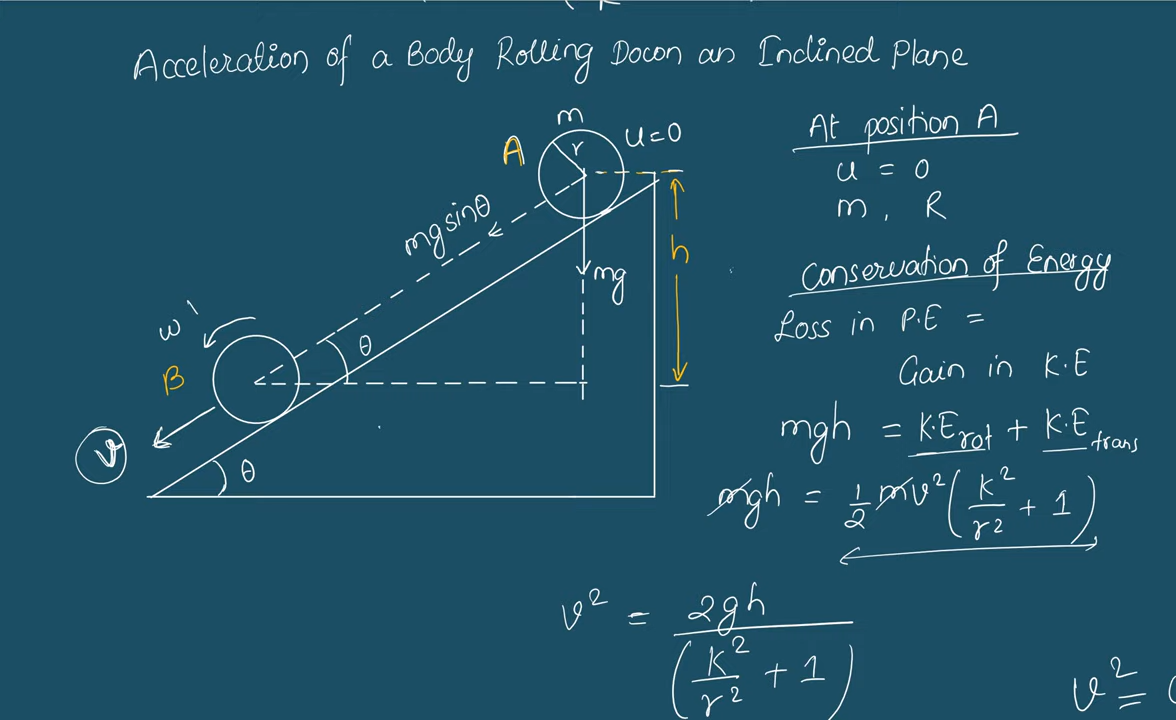 Acceleration of a Body Rolling Down an Inclined Plane
m
A
r
u=0
mg sinθ
mg
h
ω
B
θ
v
θ
At position A
u = 0
m, R
Conservation of Energy
Loss in P.E =
Gain in K.E
mgh = K.E rot + K.E trans
mgh = 1/2 mv² (k²/r² + 1)
v² = 2gh / (k²/r² + 1)
v² =